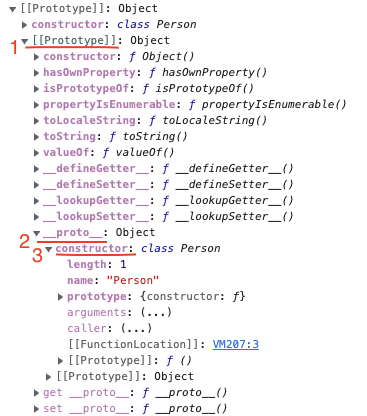 [[Prototype]]: Object
constructor: class Person
1 [[Prototype]]: Object
constructor: ƒ Object()
hasOwnProperty: ƒ hasOwnProperty()
isPrototypeOf: ƒ isPrototypeOf()
propertyIsEnumerable: ƒ propertyIsEnumerable()
toLocaleString: ƒ toLocaleString()
toString: ƒ toString()
valueOf: ƒ valueOf()
__defineGetter__: ƒ __defineGetter__()
__defineSetter__: ƒ __defineSetter__()
__lookupGetter__: ƒ __lookupGetter__()
__lookupSetter__: ƒ __lookupSetter__()
2 __proto__: Object
3 constructor: class Person
length: 1
name: "Person"
prototype: {constructor: ƒ}
arguments: (...)
caller: (...)
[[FunctionLocation]]: VM207:3
[[Prototype]]: ƒ ()
[[Prototype]]: Object
get __proto__: ƒ __proto__()
set __proto__: ƒ __proto__()